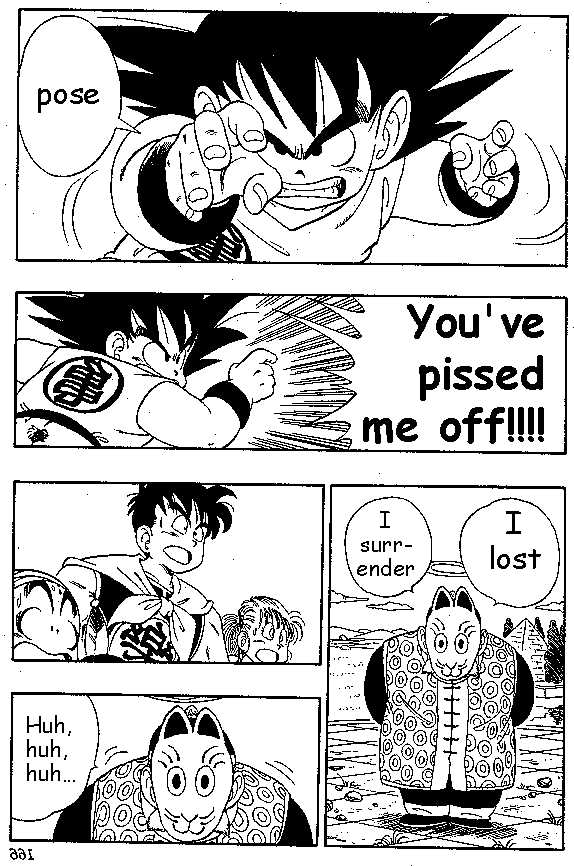 pose
You've
pissed
me off!!!!
Huh,
huh,
huh...
I
surr-
ender
I
lost
166